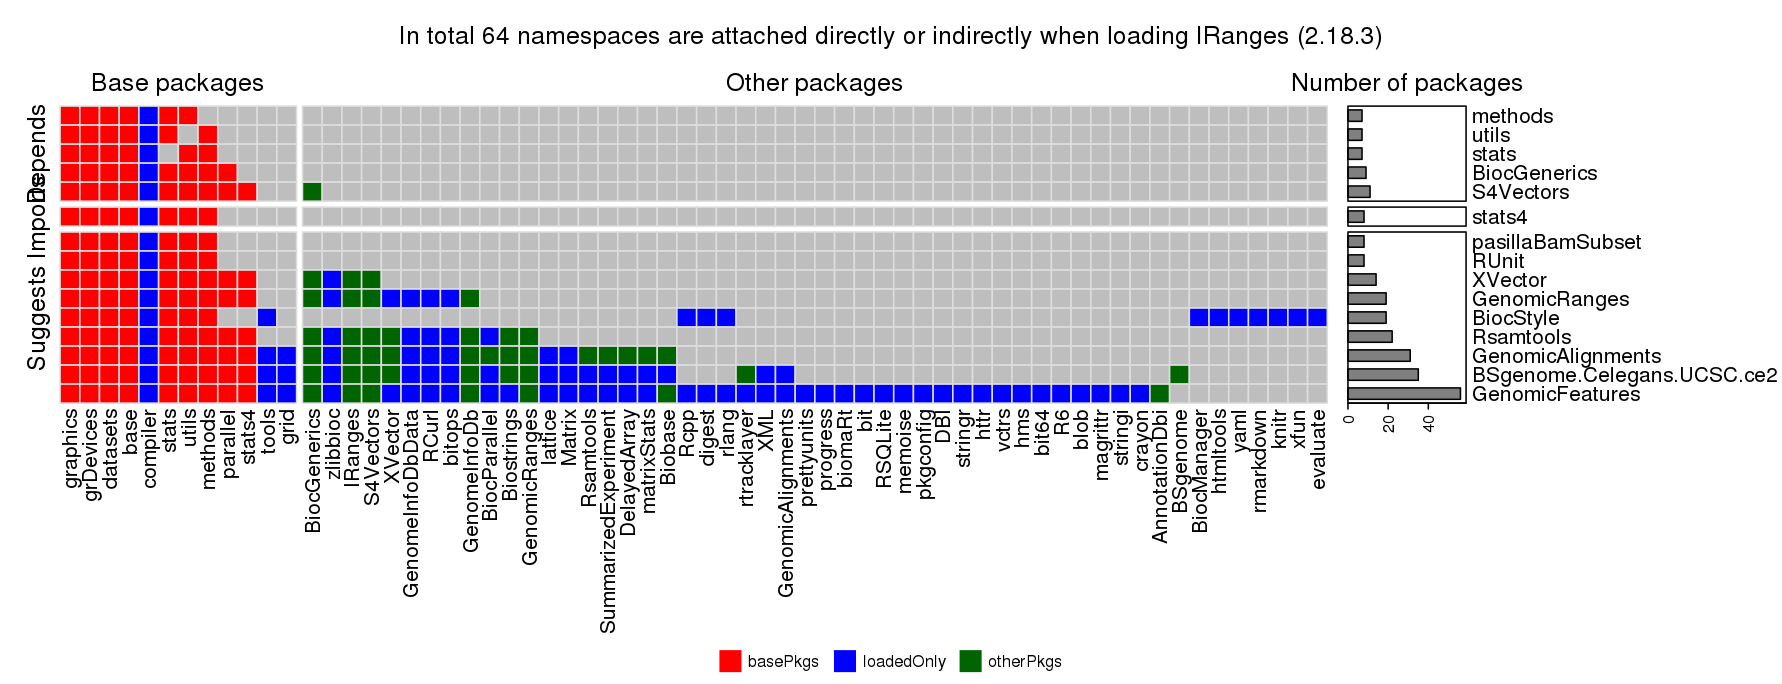 In total 64 namespaces are attached directly or indirectly when loading IRanges (2.18.3)
Base packages
Other packages
Number of packages
Depends
Imports
Suggests
methods
utils
stats
BiocGenerics
S4Vectors
stats4
pasillaBamSubset
RUnit
XVector
GenomicRanges
BiocStyle
Rsamtools
GenomicAlignments
BSgenome.Celegans.UCSC.ce2
GenomicFeatures
0
20
40
graphics
grDevices
datasets
base
compiler
stats
utils
methods
parallel
stats4
tools
grid
BiocGenerics
zlibbioc
IRanges
S4Vectors
XVector
GenomeInfoDbData
RCurl
bitops
GenomeInfoDb
BiocParallel
Biostrings
GenomicRanges
lattice
Matrix
Rsamtools
SummarizedExperiment
DelayedArray
matrixStats
Biobase
Rcpp
digest
rlang
rtracklayer
XML
GenomicAlignments
prettyunits
progress
biomaRt
bit
RSQLite
memoise
pkgconfig
DBI
stringr
httr
vctrs
hms
bit64
R6
blob
magrittr
stringi
crayon
AnnotationDbi
BSgenome
BiocManager
htmltools
yaml
rmarkdown
knitr
xfun
evaluate
basePkgs
loadedOnly
otherPkgs